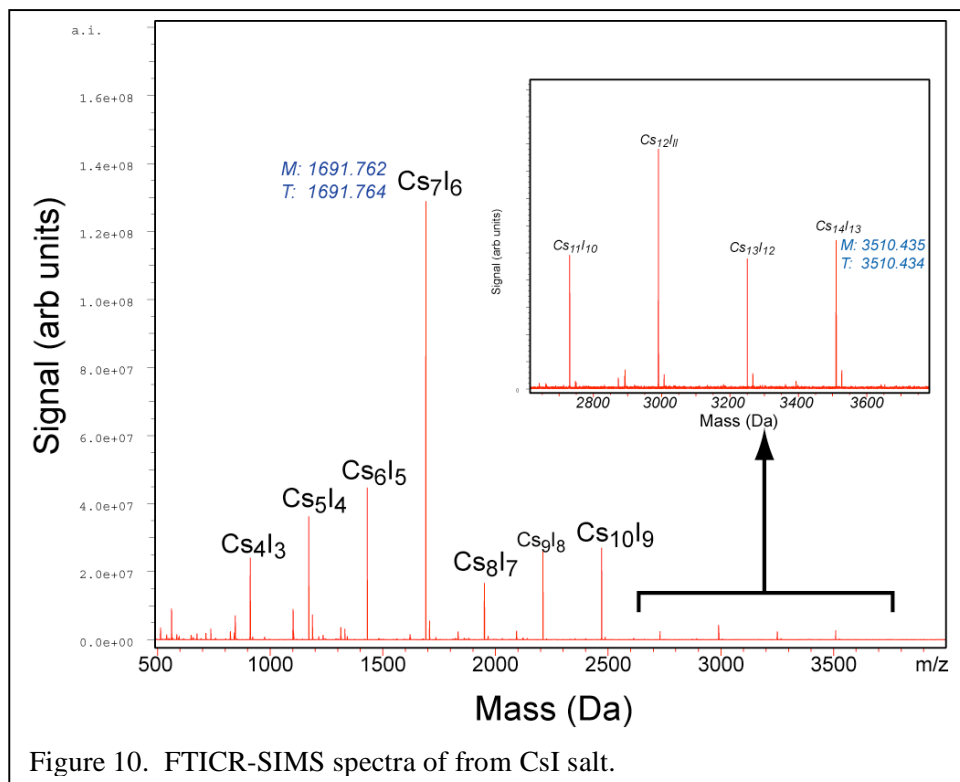 a.i.
1.6e+08
1.4e+08
1.2e+08
1.0e+08
8.0e+07
6.0e+07
4.0e+07
2.0e+07
0.0e+00
Signal (arb units)
M: 1691.762
T: 1691.764
Cs7I6
Cs4I3
Cs5I4
Cs6I5
Cs8I7
Cs9I8
Cs10I9
500
1000
1500
2000
2500
3000
3500
m/z
Mass (Da)
Signal (arb units)
0
Cs11I10
Cs12III
Cs13I12
Cs14I13
M: 3510.435
T: 3510.434
2800
3000
3200
3400
3600
Mass (Da)
Figure 10. FTICR-SIMS spectra of from CsI salt.